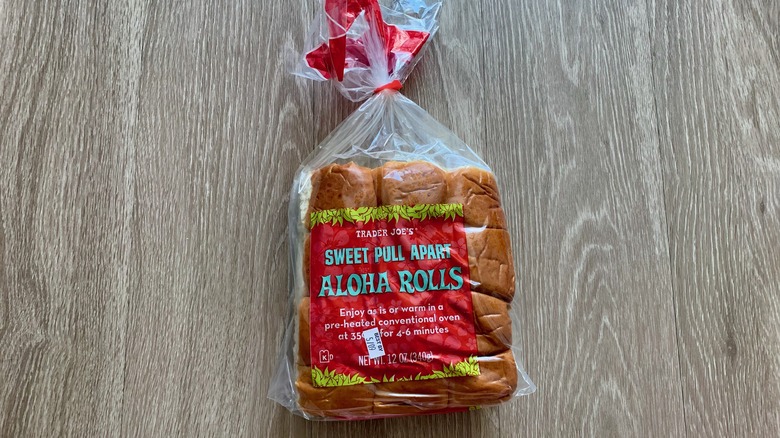 TRADER JOE'S
SWEET PULL APART
ALOHA ROLLS
Enjoy as is or warm in a
pre-heated conventional oven
at 350 for 4-6 minutes
K D
NET WT. 12 OZ (340g)